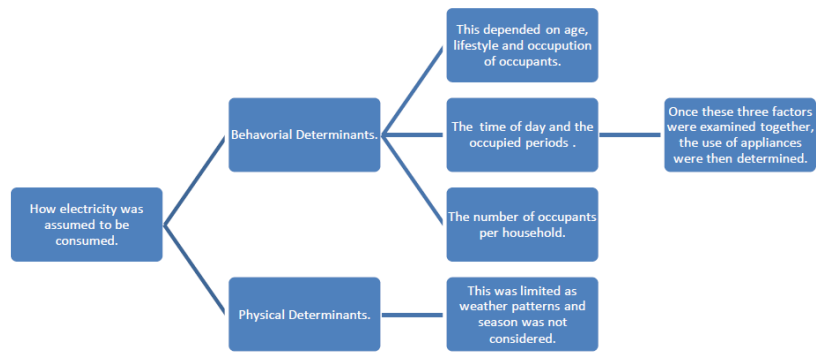 This depended on age,
lifestyle and occupution
of occupants.
Behavorial Determinants.
The time of day and the
occupied periods .
Once these three factors
were examined together,
the use of appliances
were then determined.
How electricity was
assumed to be
consumed.
The number of occupants
per household.
Physical Determinants.
This was limited as
weather patterns and
season was not
considered.